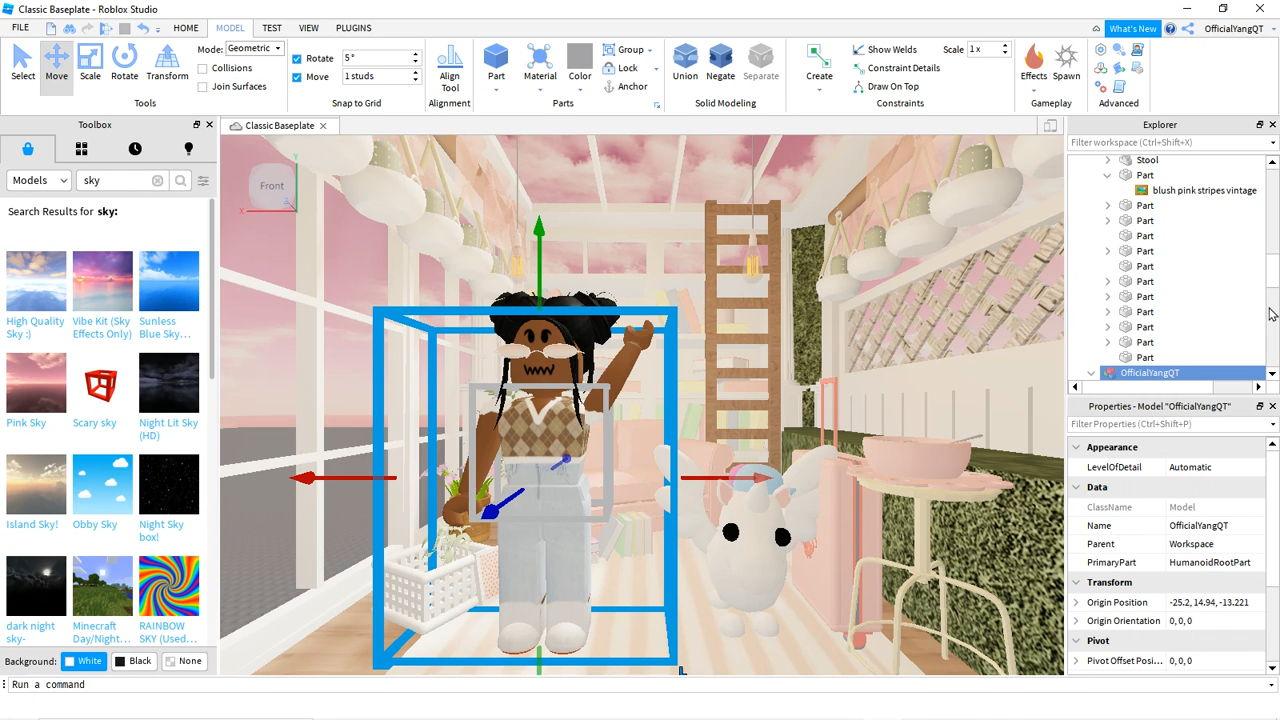 Classic Baseplate - Roblox Studio
FILE
HOME
MODEL
TEST
VIEW
PLUGINS
What's New
OfficialYangQT
Select
Move
Scale
Rotate
Transform
Mode: Geometric
Collisions
Join Surfaces
Tools
Rotate
5 °
Move
1 studs
Snap to Grid
Align
Tool
Alignment
Part
Material
Color
Group
Lock
Anchor
Parts
Union
Negate
Separate
Solid Modeling
Create
Show Welds
Scale 1 x
Constraint Details
Draw On Top
Constraints
Effects
Spawn
Gameplay
Advanced
Toolbox
Models
sky
Search Results for sky:
High Quality
Sky :)
Vibe Kit (Sky
Effects Only)
Sunless
Blue Sky...
Pink Sky
Scary sky
Night Lit Sky
(HD)
Island Sky!
Obby Sky
Night Sky
box!
dark night
sky-
Minecraft
Day/Night...
RAINBOW
SKY (Used...
Background:
White
Black
None
Classic Baseplate
Front
X
Y
Z
Explorer
Filter workspace (Ctrl+Shift+X)
Stool
Part
blush pink stripes vintage
Part
Part
Part
Part
Part
Part
Part
Part
Part
Part
Part
OfficialYangQT
Properties - Model "OfficialYangQT"
Filter Properties (Ctrl+Shift+P)
Appearance
LevelOfDetail Automatic
Data
ClassName Model
Name OfficialYangQT
Parent Workspace
PrimaryPart HumanoidRootPart
Transform
Origin Position -25.2, 14.94, -13.221
Origin Orientation 0,0,0
Pivot
Pivot Offset Posi... 0,0,0
Run a command